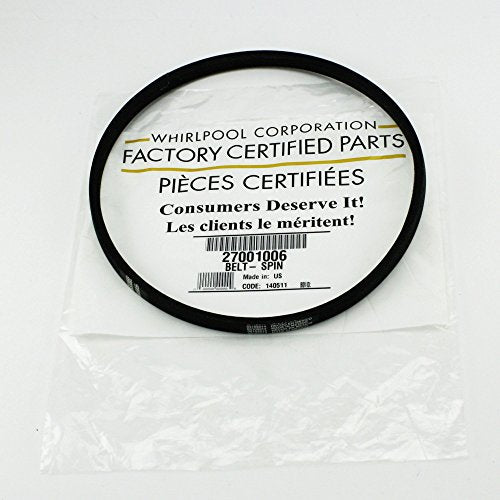 WHIRLPOOL CORPORATION
FACTORY CERTIFIED PARTS
PIÈCES CERTIFIÉES
Consumers Deserve It!
Les clients le méritent!
27001006
BELT- SPIN
Made in: US
CODE: 140511